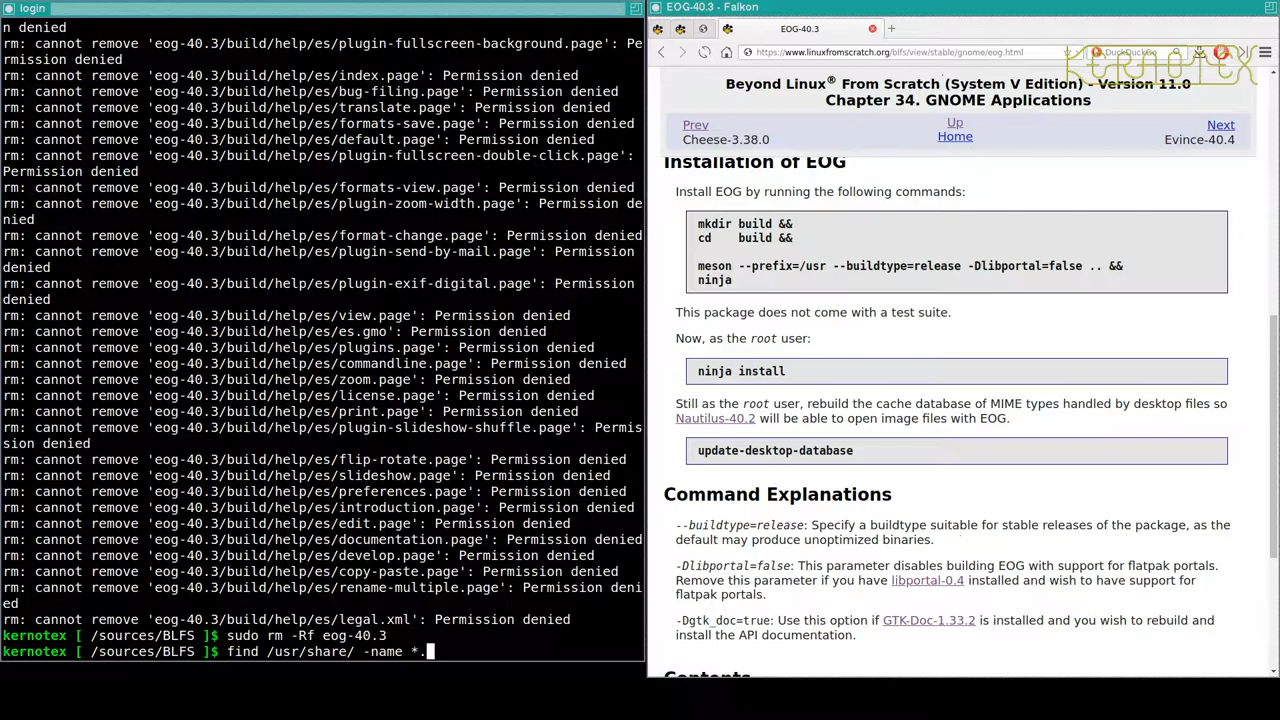 login
n denied
rm: cannot remove 'eog-40.3/build/help/es/plugin-fullscreen-background.page': Pe
rmission denied
rm: cannot remove 'eog-40.3/build/help/es/index.page': Permission denied
rm: cannot remove 'eog-40.3/build/help/es/bug-filing.page': Permission denied
rm: cannot remove 'eog-40.3/build/help/es/translate.page': Permission denied
rm: cannot remove 'eog-40.3/build/help/es/formats-save.page': Permission denied
rm: cannot remove 'eog-40.3/build/help/es/default.page': Permission denied
rm: cannot remove 'eog-40.3/build/help/es/plugin-fullscreen-double-click.page':
Permission denied
rm: cannot remove 'eog-40.3/build/help/es/formats-view.page': Permission denied
rm: cannot remove 'eog-40.3/build/help/es/plugin-zoom-width.page': Permission de
nied
rm: cannot remove 'eog-40.3/build/help/es/format-change.page': Permission denied
rm: cannot remove 'eog-40.3/build/help/es/plugin-send-by-mail.page': Permission
denied
rm: cannot remove 'eog-40.3/build/help/es/plugin-exif-digital.page': Permission
denied
rm: cannot remove 'eog-40.3/build/help/es/view.page': Permission denied
rm: cannot remove 'eog-40.3/build/help/es/es.gmo': Permission denied
rm: cannot remove 'eog-40.3/build/help/es/plugins.page': Permission denied
rm: cannot remove 'eog-40.3/build/help/es/commandline.page': Permission denied
rm: cannot remove 'eog-40.3/build/help/es/zoom.page': Permission denied
rm: cannot remove 'eog-40.3/build/help/es/license.page': Permission denied
rm: cannot remove 'eog-40.3/build/help/es/print.page': Permission denied
rm: cannot remove 'eog-40.3/build/help/es/plugin-slideshow-shuffle.page': Permis
sion denied
rm: cannot remove 'eog-40.3/build/help/es/flip-rotate.page': Permission denied
rm: cannot remove 'eog-40.3/build/help/es/slideshow.page': Permission denied
rm: cannot remove 'eog-40.3/build/help/es/preferences.page': Permission denied
rm: cannot remove 'eog-40.3/build/help/es/introduction.page': Permission denied
rm: cannot remove 'eog-40.3/build/help/es/edit.page': Permission denied
rm: cannot remove 'eog-40.3/build/help/es/documentation.page': Permission denied
rm: cannot remove 'eog-40.3/build/help/es/develop.page': Permission denied
rm: cannot remove 'eog-40.3/build/help/es/copy-paste.page': Permission denied
rm: cannot remove 'eog-40.3/build/help/es/rename-multiple.page': Permission deni
ed
rm: cannot remove 'eog-40.3/build/help/es/legal.xml': Permission denied
kernotex [ /sources/BLFS ]$ sudo rm -Rf eog-40.3
kernotex [ /sources/BLFS ]$ find /usr/share/ -name *.
EOG-40.3 - Falkon
EOG-40.3
https://www.linuxfromscratch.org/blfs/view/stable/gnome/eog.html
DuckDuckGo
KERNOTEX
Beyond Linux® From Scratch (System V Edition) - Version 11.0
Chapter 34. GNOME Applications
Prev
Up
Next
Cheese-3.38.0
Home
Evince-40.4
Installation of EOG
Install EOG by running the following commands:
mkdir build &&
cd    build &&
meson --prefix=/usr --buildtype=release -Dlibportal=false .. &&
ninja
This package does not come with a test suite.
Now, as the root user:
ninja install
Still as the root user, rebuild the cache database of MIME types handled by desktop files so
Nautilus-40.2 will be able to open image files with EOG.
update-desktop-database
Command Explanations
--buildtype=release: Specify a buildtype suitable for stable releases of the package, as the
default may produce unoptimized binaries.
-Dlibportal=false: This parameter disables building EOG with support for flatpak portals.
Remove this parameter if you have libportal-0.4 installed and wish to have support for
flatpak portals.
-Dgtk_doc=true: Use this option if GTK-Doc-1.33.2 is installed and you wish to rebuild and
install the API documentation.
Contents